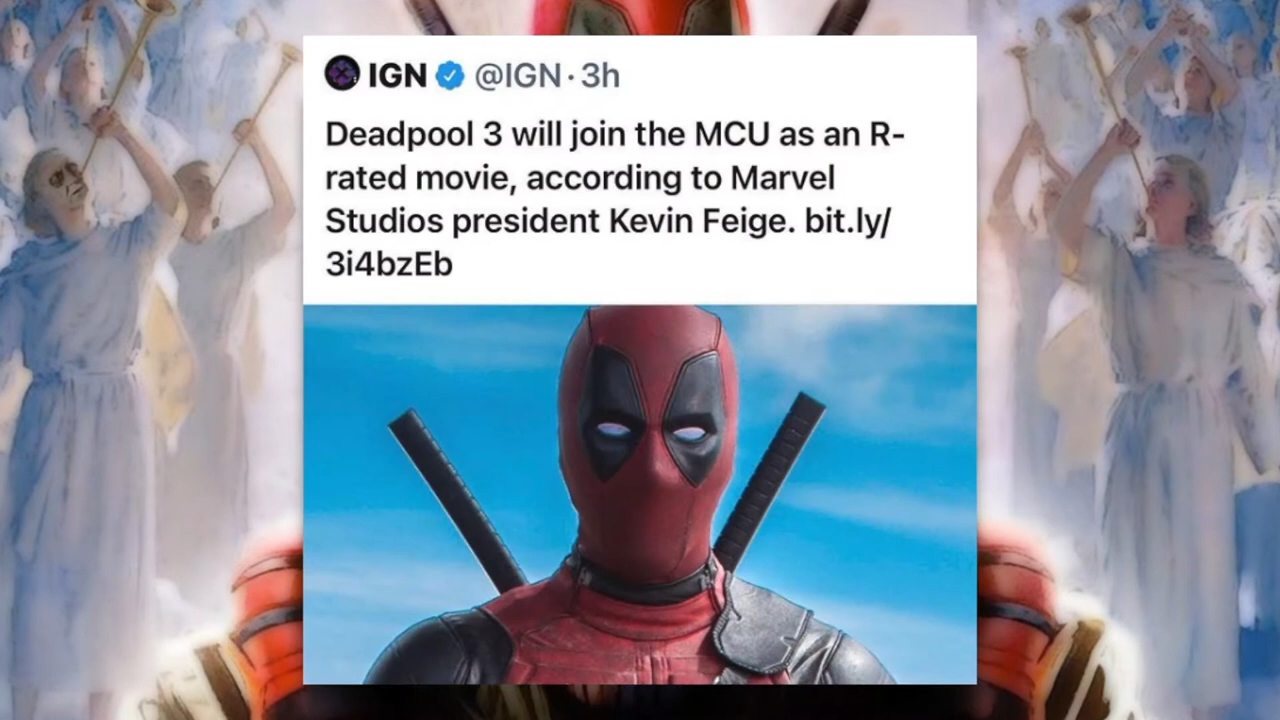 IGN @IGN · 3h
Deadpool 3 will join the MCU as an R-
rated movie, according to Marvel
Studios president Kevin Feige. bit.ly/
3i4bzEb